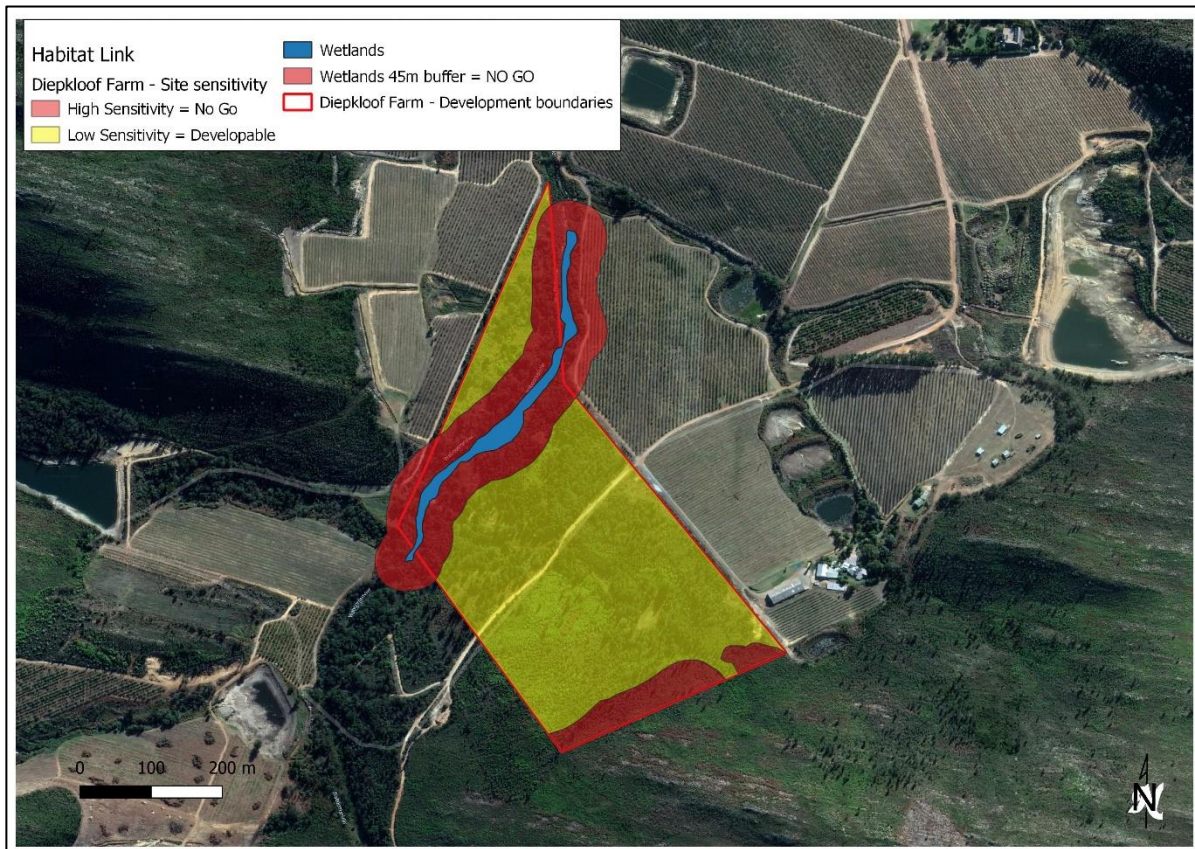 Habitat Link
Diepkloof Farm - Site sensitivity
High Sensitivity = No Go
Low Sensitivity = Developable
Wetlands
Wetlands 45m buffer = NO GO
Diepkloof Farm - Development boundaries
0 100 200 m
N